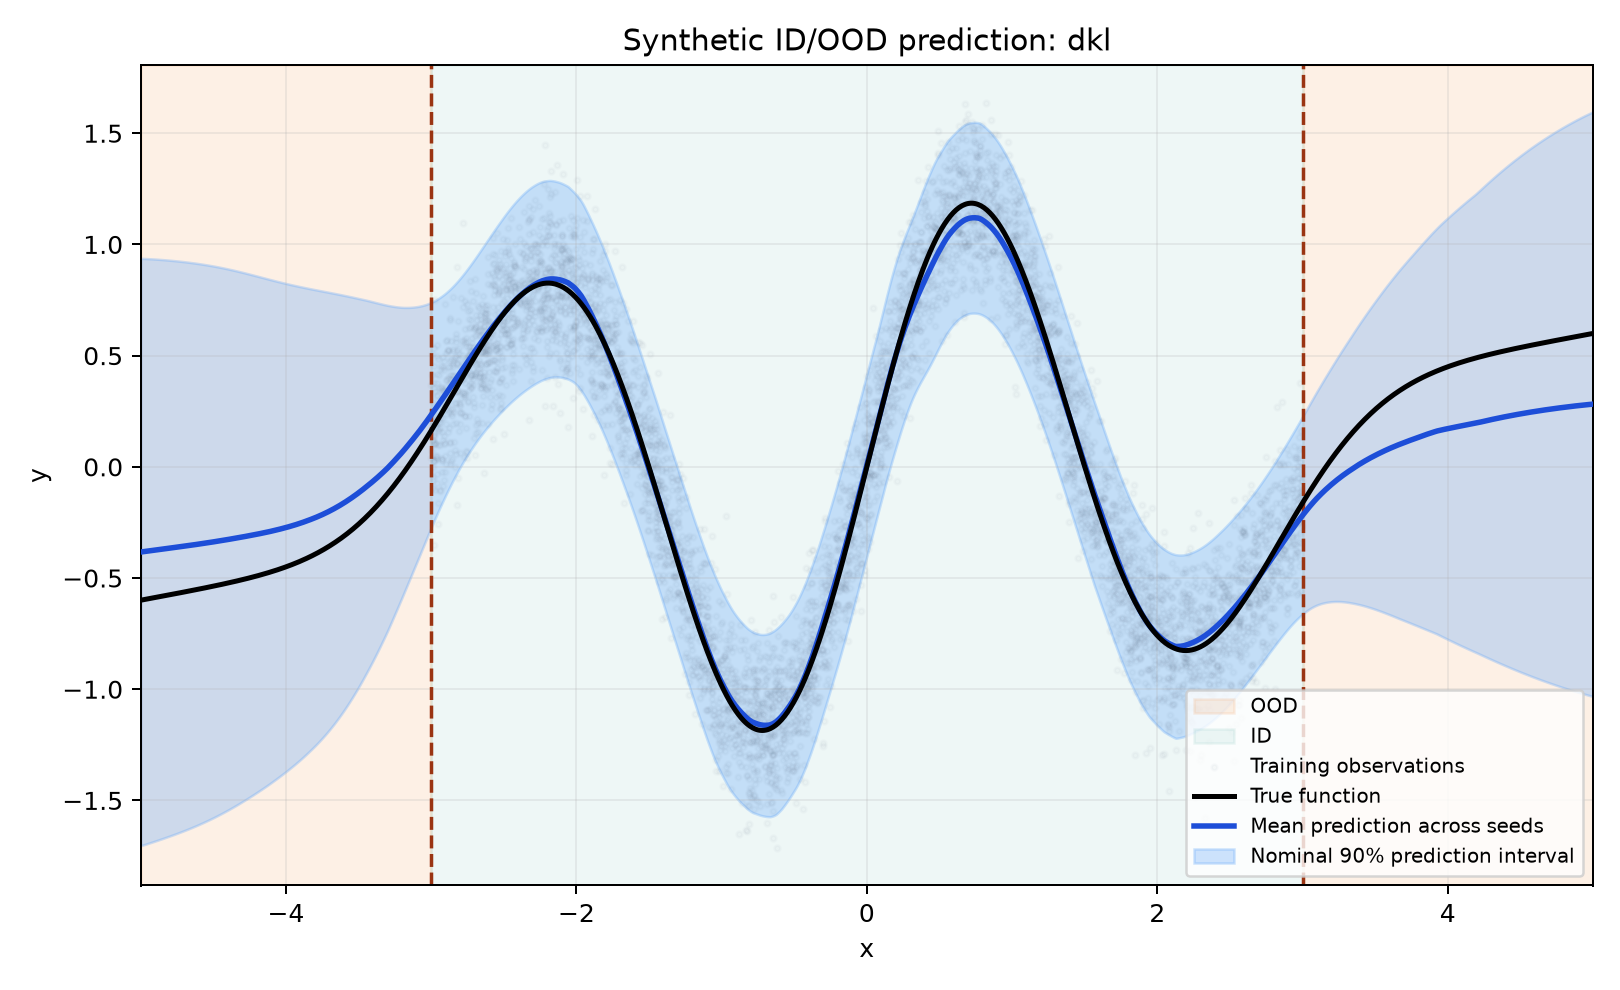 Synthetic ID/OOD prediction: dkl
y
1.5
1.0
0.5
0.0
−0.5
−1.0
−1.5
OOD
ID
Training observations
True function
Mean prediction across seeds
Nominal 90% prediction interval
−4
−2
0
2
4
x